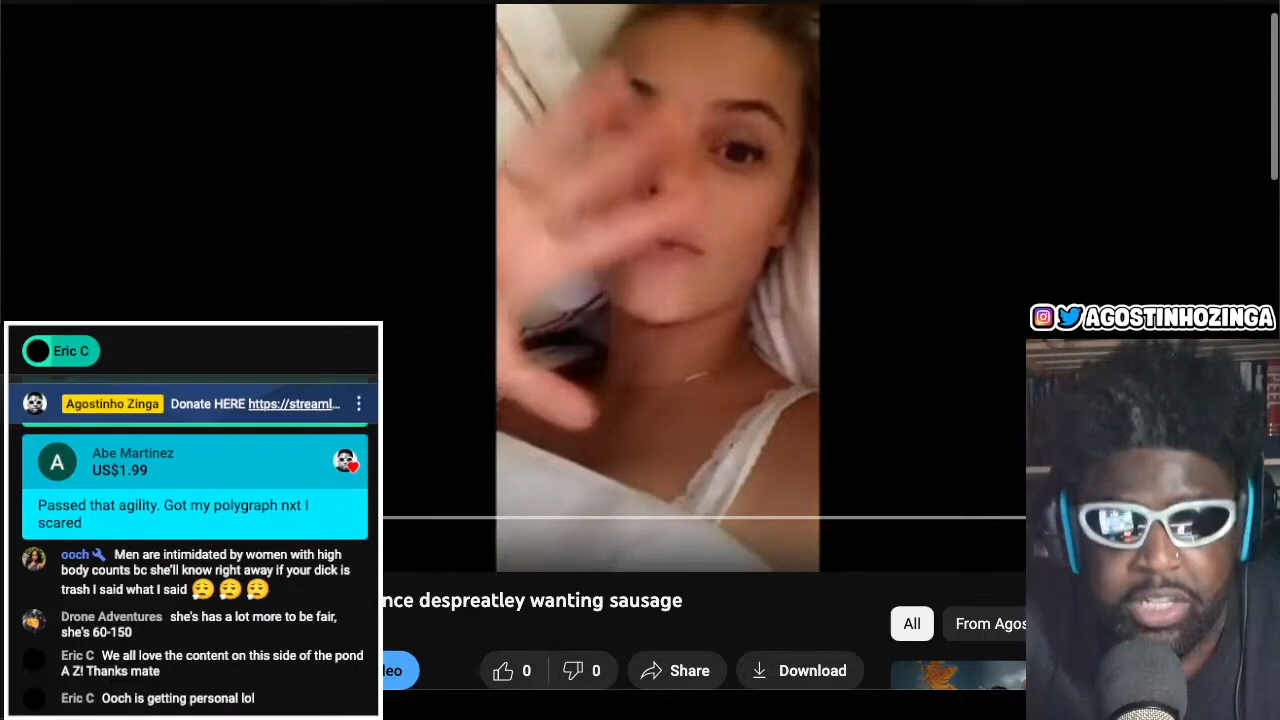 AGOSTINHOZINGA
Eric C
Agostinho Zinga Donate HERE https://streaml...
A
Abe Martinez
US$1.99
Passed that agility. Got my polygraph nxt I
scared
ooch Men are intimidated by women with high
body counts bc she'll know right away if your dick is
trash I said what I said 😮‍💨 😮‍💨 😮‍💨
Drone Adventures she's has a lot more to be fair,
she's 60-150
Eric C We all love the content on this side of the pond
A Z! Thanks mate
Eric C Ooch is getting personal lol
nce despreatley wanting sausage
eo
0
0
Share
Download
All
From Agos